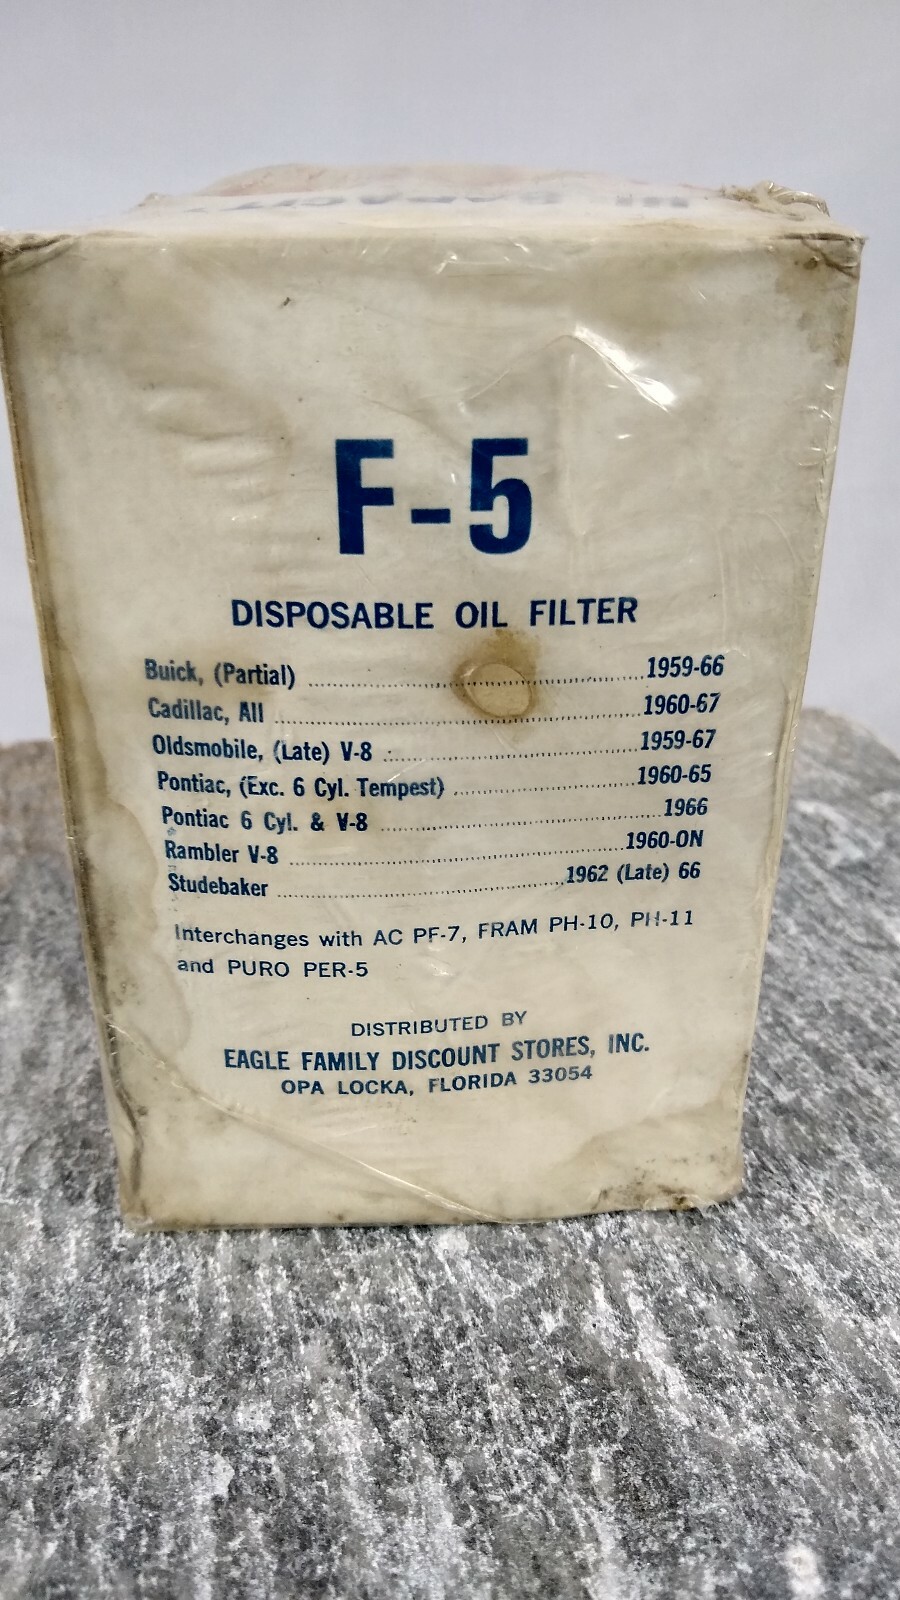 HI CAPACITY
F-5
DISPOSABLE OIL FILTER
Buick, (Partial) 1959-66
Cadillac, All 1960-67
Oldsmobile, (Late) V-8 1959-67
Pontiac, (Exc. 6 Cyl. Tempest) 1960-65
Pontiac 6 Cyl. & V-8 1966
Rambler V-8 1960-ON
Studebaker 1962 (Late) 66
Interchanges with AC PF-7, FRAM PH-10, PH-11
and PURO PER-5
DISTRIBUTED BY
EAGLE FAMILY DISCOUNT STORES, INC.
OPA LOCKA, FLORIDA 33054